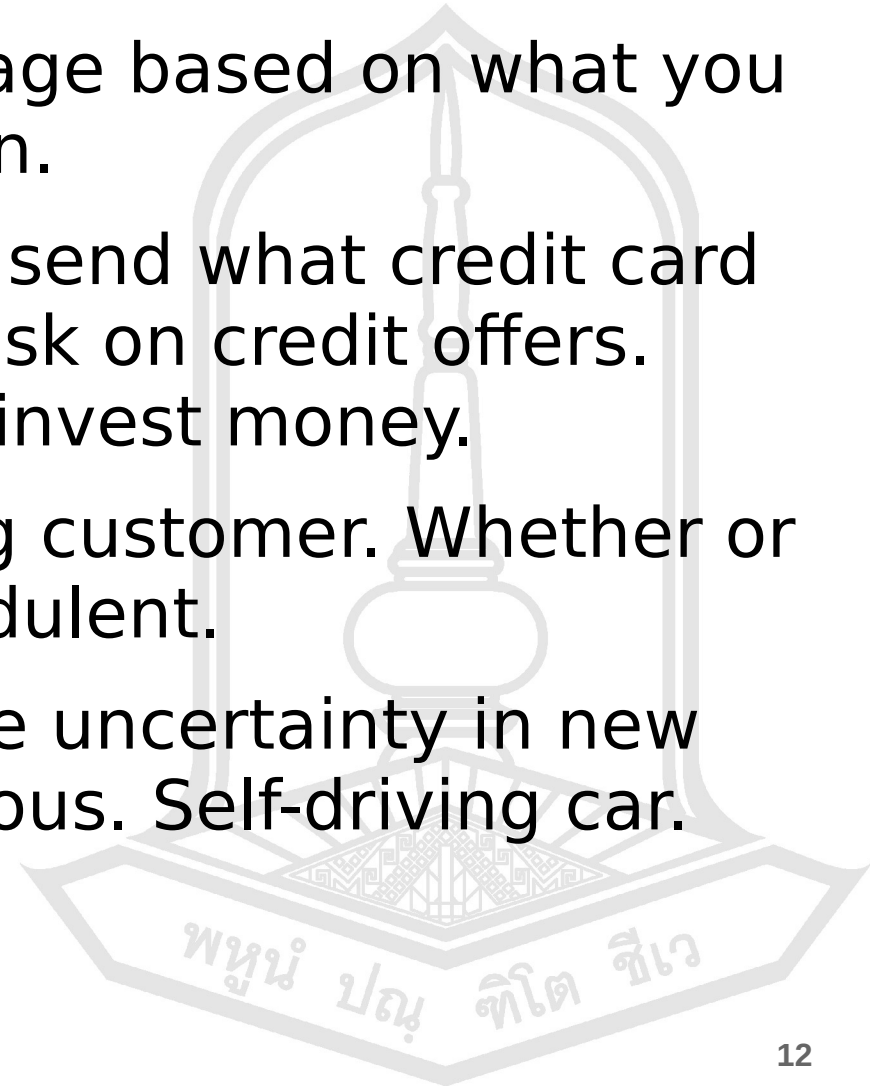 age based on what you
n.
send what credit card
sk on credit offers.
invest money.
g customer. Whether or
dulent.
e uncertainty in new
ous. Self-driving car.
พหูนํ ปณฺฑิโต ชีเว
12